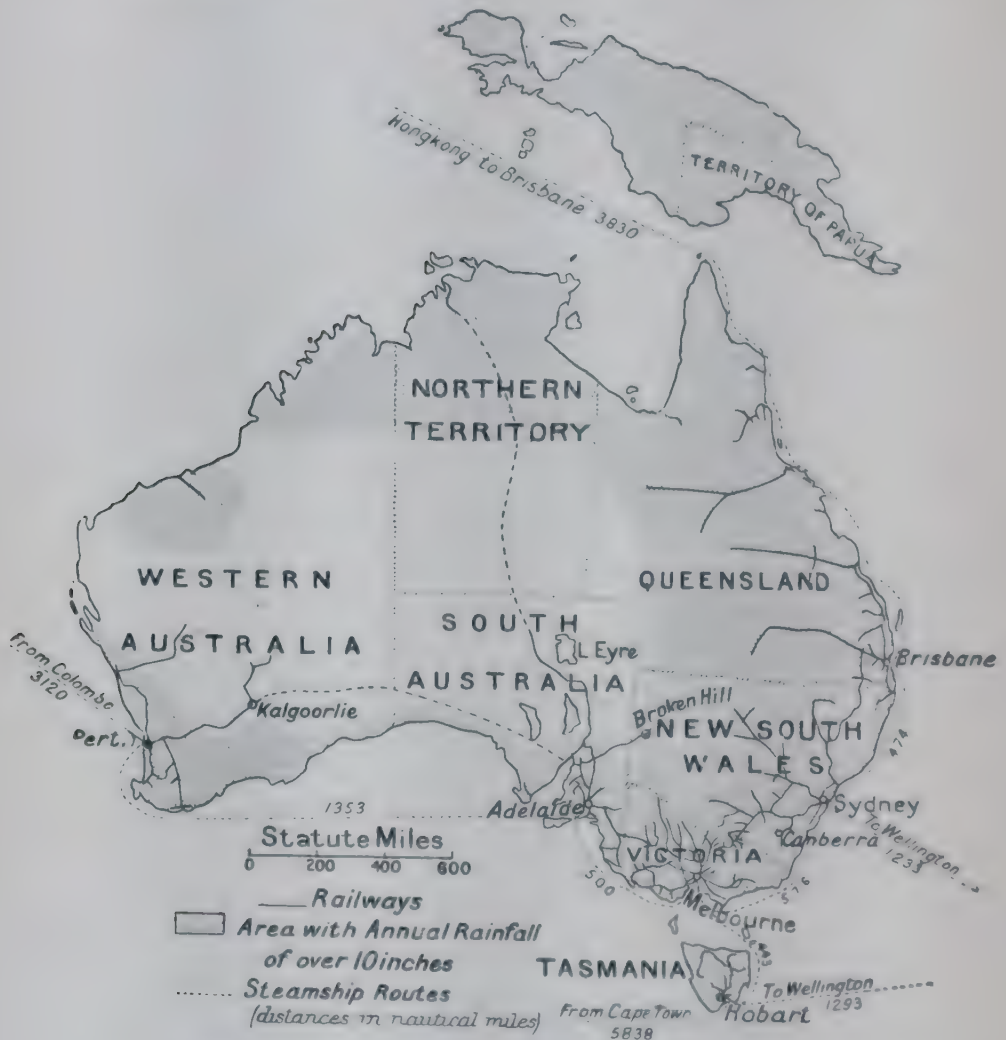 Hongkong to Brisbane 3830
TERRITORY OF PAPUA
NORTHERN
TERRITORY
WESTERN
AUSTRALIA
QUEENSLAND
SOUTH
AUSTRALIA
L Eyre
Brisbane
From Colombo
3120
Kalgoorlie
Broken Hill
NEW SOUTH
WALES
474
Pert.
1353
Adelaide
Sydney
Canberra
To Wellington
VICTORIA
500
576
Melbourne
Statute Miles
0 200 400 600
Railways
Area with Annual Rainfall
of over 10 inches
Steamship Routes
(distances in nautical miles)
TASMANIA
Hobart
To Wellington
1293
From Cape Town
5838